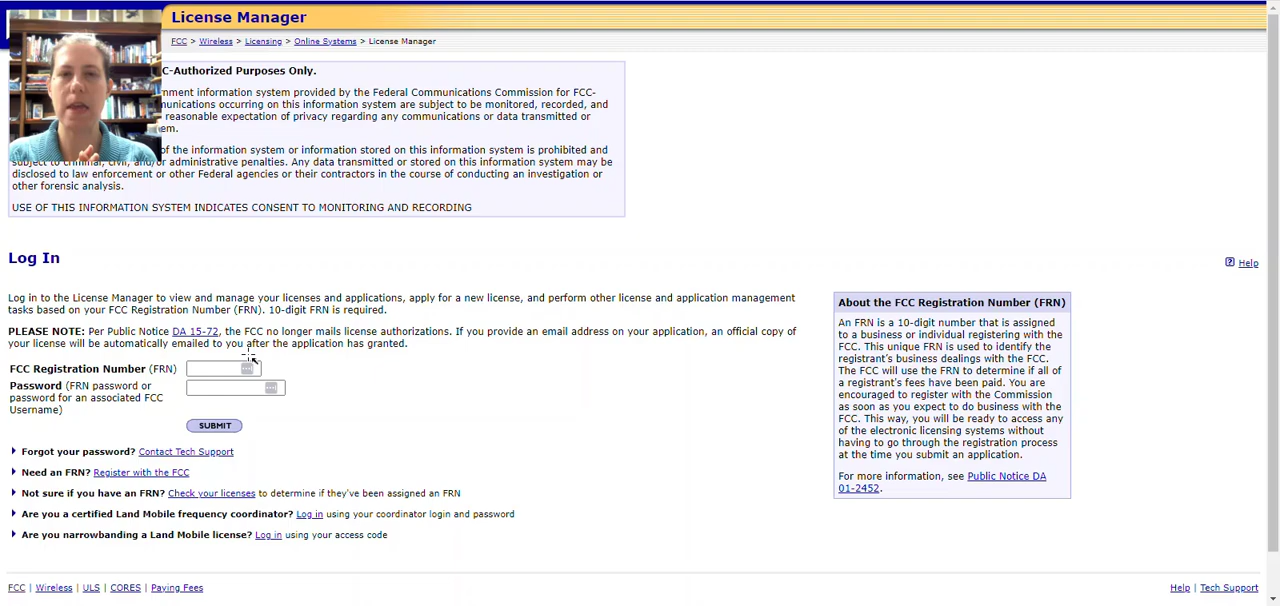 License Manager
FCC > Wireless > Licensing > Online Systems > License Manager
C-Authorized Purposes Only.
nment information system provided by the Federal Communications Commission for FCC-
munications occurring on this information system are subject to be monitored, recorded, and
reasonable expectation of privacy regarding any communications or data transmitted or
em.
of the information system or information stored on this information system is prohibited and
subject to criminal, civil, and/or administrative penalties. Any data transmitted or stored on this information system may be
disclosed to law enforcement or other Federal agencies or their contractors in the course of conducting an investigation or
other forensic analysis.
USE OF THIS INFORMATION SYSTEM INDICATES CONSENT TO MONITORING AND RECORDING
Log In
Help
Log in to the License Manager to view and manage your licenses and applications, apply for a new license, and perform other license and application management
tasks based on your FCC Registration Number (FRN). 10-digit FRN is required.
PLEASE NOTE: Per Public Notice DA 15-72, the FCC no longer mails license authorizations. If you provide an email address on your application, an official copy of
your license will be automatically emailed to you after the application has granted.
FCC Registration Number (FRN)
Password (FRN password or
password for an associated FCC
Username)
SUBMIT
Forgot your password? Contact Tech Support
Need an FRN? Register with the FCC
Not sure if you have an FRN? Check your licenses to determine if they've been assigned an FRN
Are you a certified Land Mobile frequency coordinator? Log in using your coordinator login and password
Are you narrowbanding a Land Mobile license? Log in using your access code
About the FCC Registration Number (FRN)
An FRN is a 10-digit number that is assigned
to a business or individual registering with the
FCC. This unique FRN is used to identify the
registrant's business dealings with the FCC.
The FCC will use the FRN to determine if all of
a registrant's fees have been paid. You are
encouraged to register with the Commission
as soon as you expect to do business with the
FCC. This way, you will be ready to access any
of the electronic licensing systems without
having to go through the registration process
at the time you submit an application.
For more information, see Public Notice DA
01-2452.
FCC | Wireless | ULS | CORES | Paying Fees
Help | Tech Support